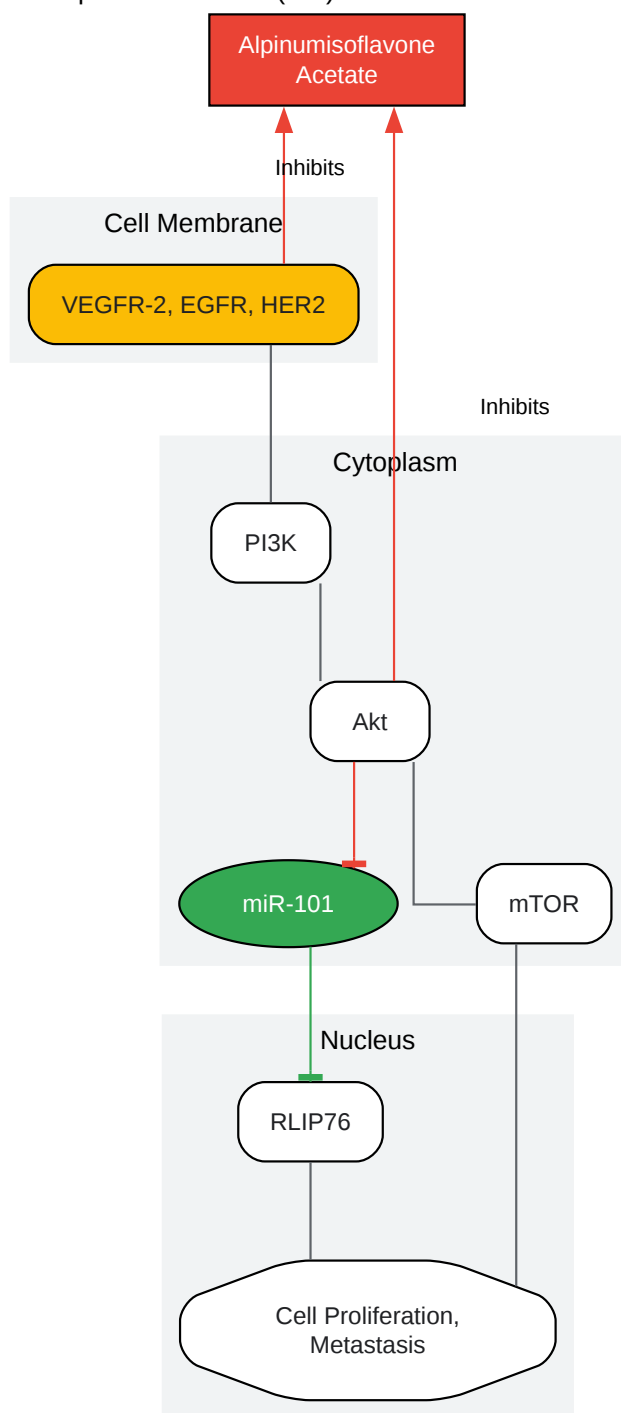 Alpinumisoflavone
Acetate
Inhibits
Cell Membrane
VEGFR-2, EGFR, HER2
Inhibits
Cytoplasm
PI3K
Akt
miR-101
mTOR
Nucleus
RLIP76
Cell Proliferation,
Metastasis